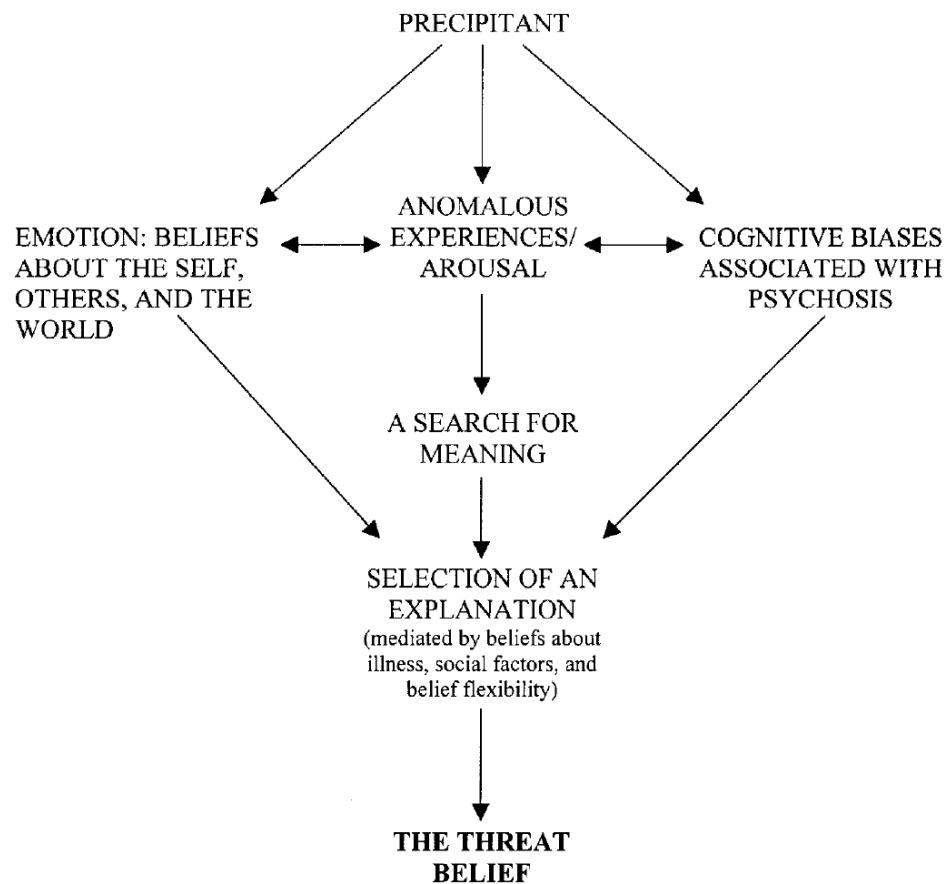 PRECIPITANT
EMOTION: BELIEFS
ABOUT THE SELF,
OTHERS, AND THE
WORLD
ANOMALOUS
EXPERIENCES/
AROUSAL
COGNITIVE BIASES
ASSOCIATED WITH
PSYCHOSIS
A SEARCH FOR
MEANING
SELECTION OF AN
EXPLANATION
(mediated by beliefs about
illness, social factors, and
belief flexibility)
THE THREAT
BELIEF